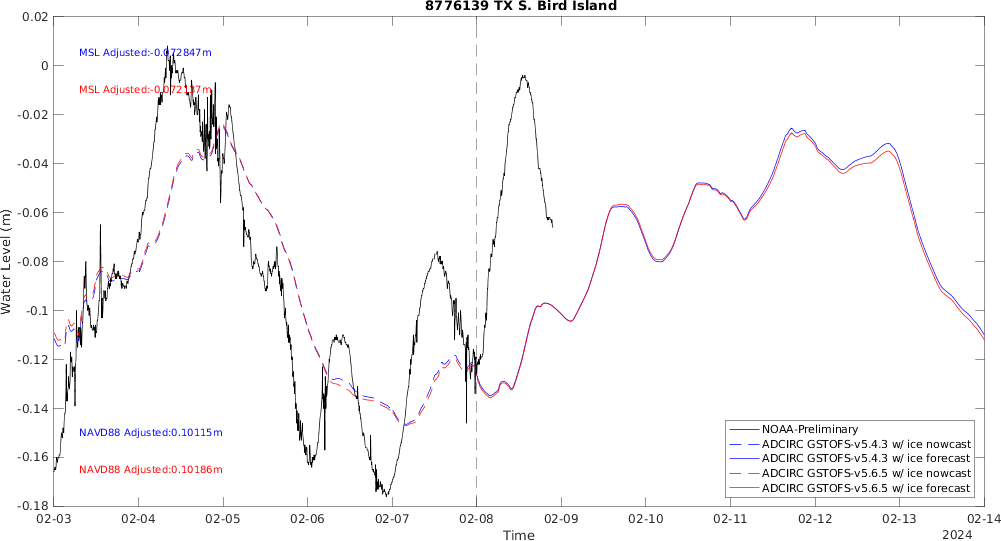 8776139 TX S. Bird Island
0.02
0
-0.02
-0.04
-0.06
-0.08
-0.1
-0.12
-0.14
-0.16
-0.18
Water Level (m)
MSL Adjusted:-0.072847m
MSL Adjusted:-0.072137m
NAVD88 Adjusted:0.10115m
NAVD88 Adjusted:0.10186m
NOAA-Preliminary
ADCIRC GSTOFS-v5.4.3 w/ ice nowcast
ADCIRC GSTOFS-v5.4.3 w/ ice forecast
ADCIRC GSTOFS-v5.6.5 w/ ice nowcast
ADCIRC GSTOFS-v5.6.5 w/ ice forecast
02-03 02-04 02-05 02-06 02-07 02-08 02-09 02-10 02-11 02-12 02-13 02-14
Time
2024